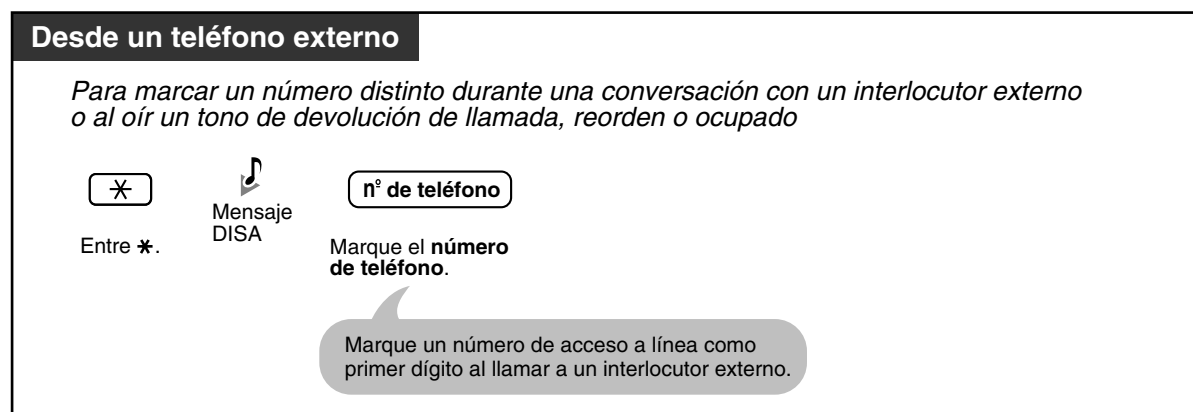 Desde un teléfono externo
Para marcar un número distinto durante una conversación con un interlocutor externo
o al oír un tono de devolución de llamada, reorden o ocupado
n° de teléfono
Mensaje
DISA
Entre *.
Marque el número
de teléfono.
Marque un número de acceso a línea como
primer dígito al llamar a un interlocutor externo.